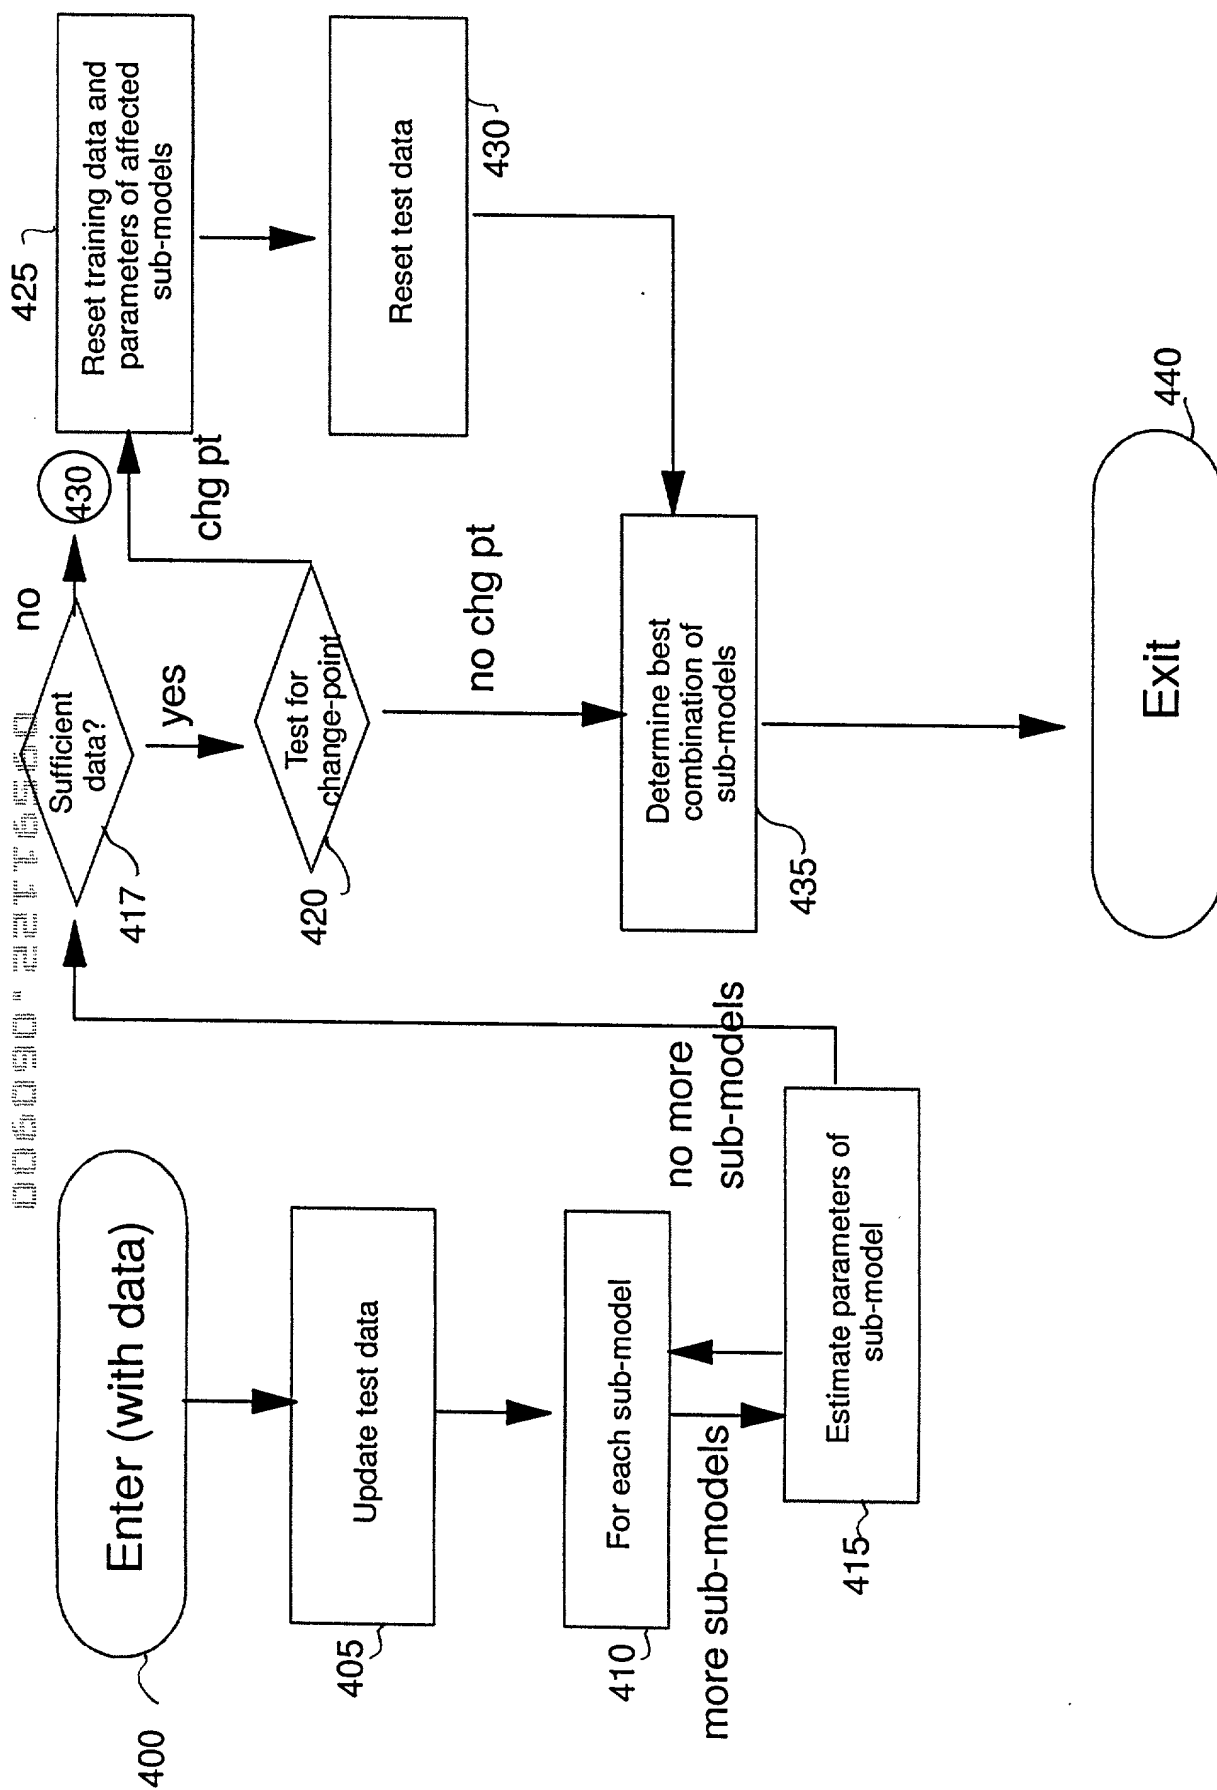 400
Enter (with data)
405
Update test data
410
For each sub-model
more sub-models
415
Estimate parameters of
sub-model
no more
sub-models
417
Sufficient
data?
no
430
yes
420
Test for
change-point
chg pt
no chg pt
425
Reset training data and
parameters of affected
sub-models
Reset test data
430
435
Determine best
combination of
sub-models
Exit
440